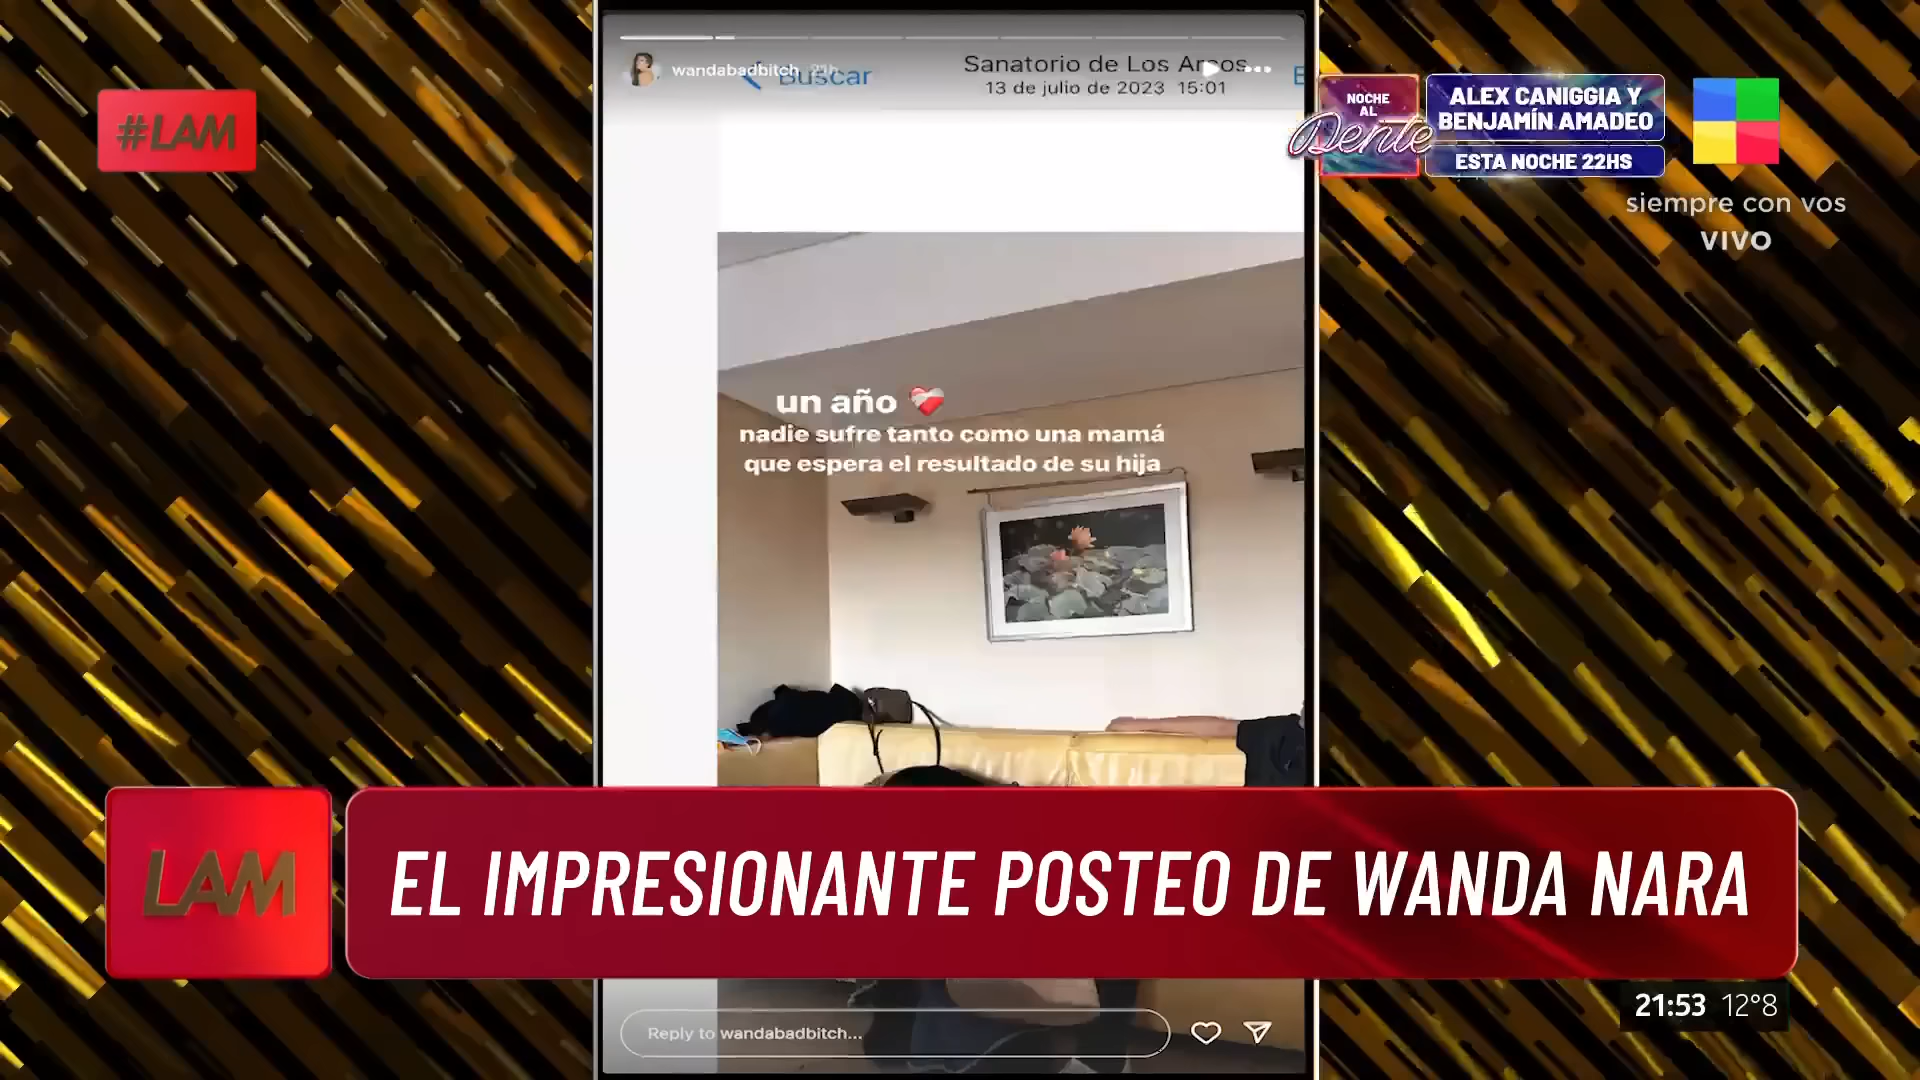 wandabadbitch 21h
Buscar
Sanatorio de Los Arcos
13 de julio de 2023 15:01
#LAM
NOCHE
AL
Dente
ALEX CANIGGIA Y
BENJAMÍN AMADEO
ESTA NOCHE 22HS
siempre con vos
VIVO
un año
nadie sufre tanto como una mamá
que espera el resultado de su hija
LAM
EL IMPRESIONANTE POSTEO DE WANDA NARA
Reply to wandabadbitch...
21:53 12°8